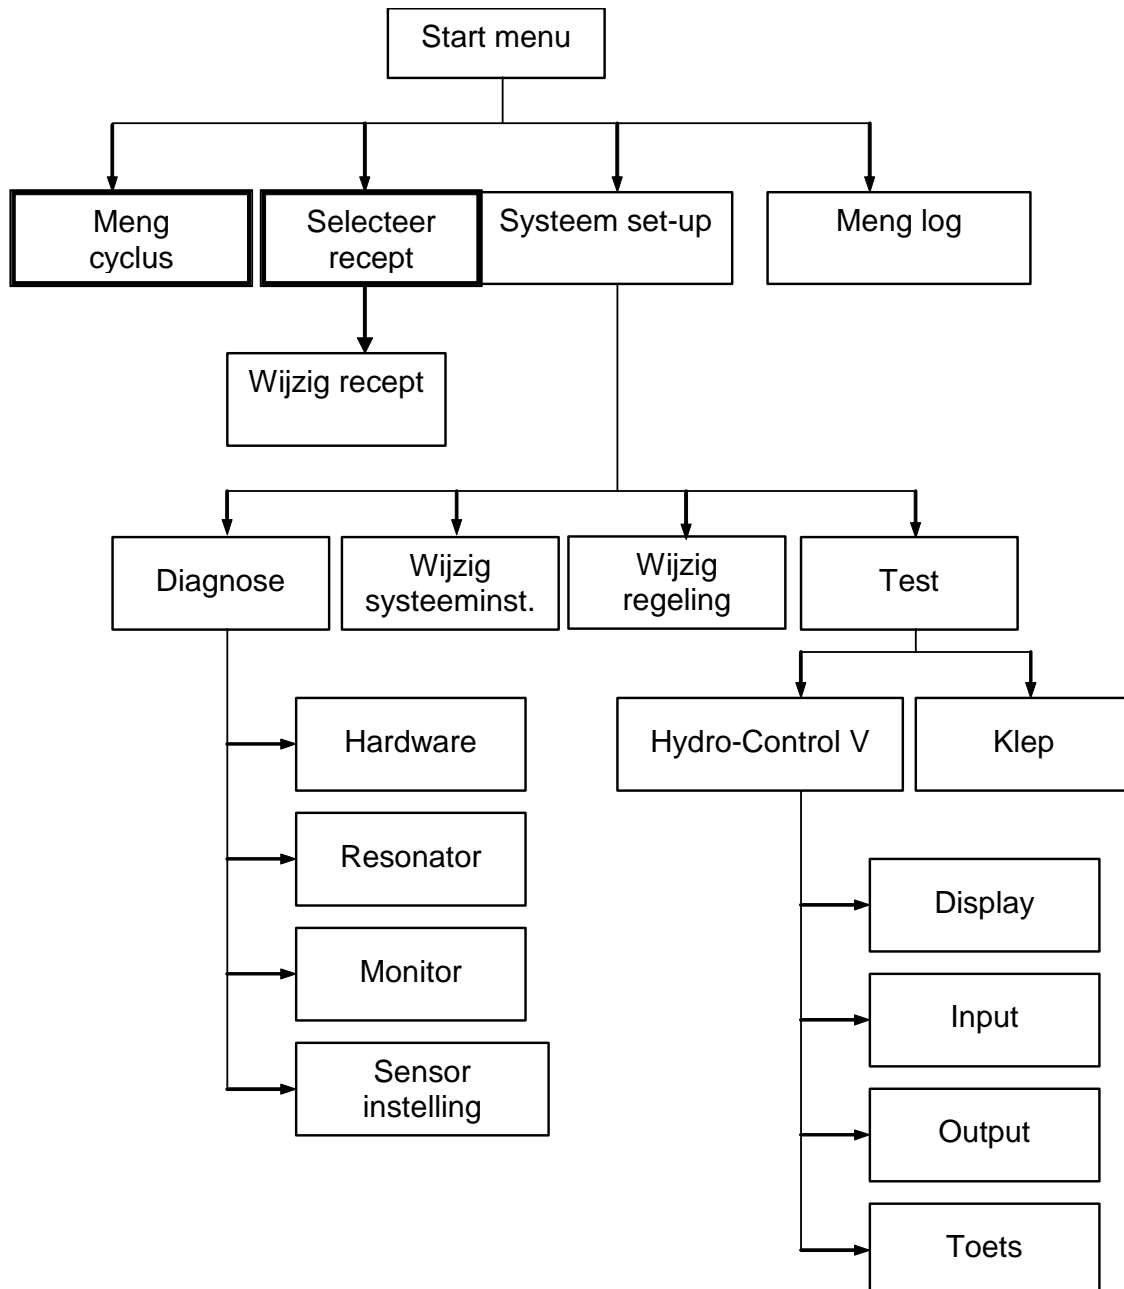 Start menu
Meng
cyclus
Selecteer
recept
Systeem set-up
Meng log
Wijzig recept
Diagnose
Wijzig
systeeminst.
Wijzig
regeling
Test
Hardware
Resonator
Monitor
Sensor
instelling
Hydro-Control V
Klep
Display
Input
Output
Toets